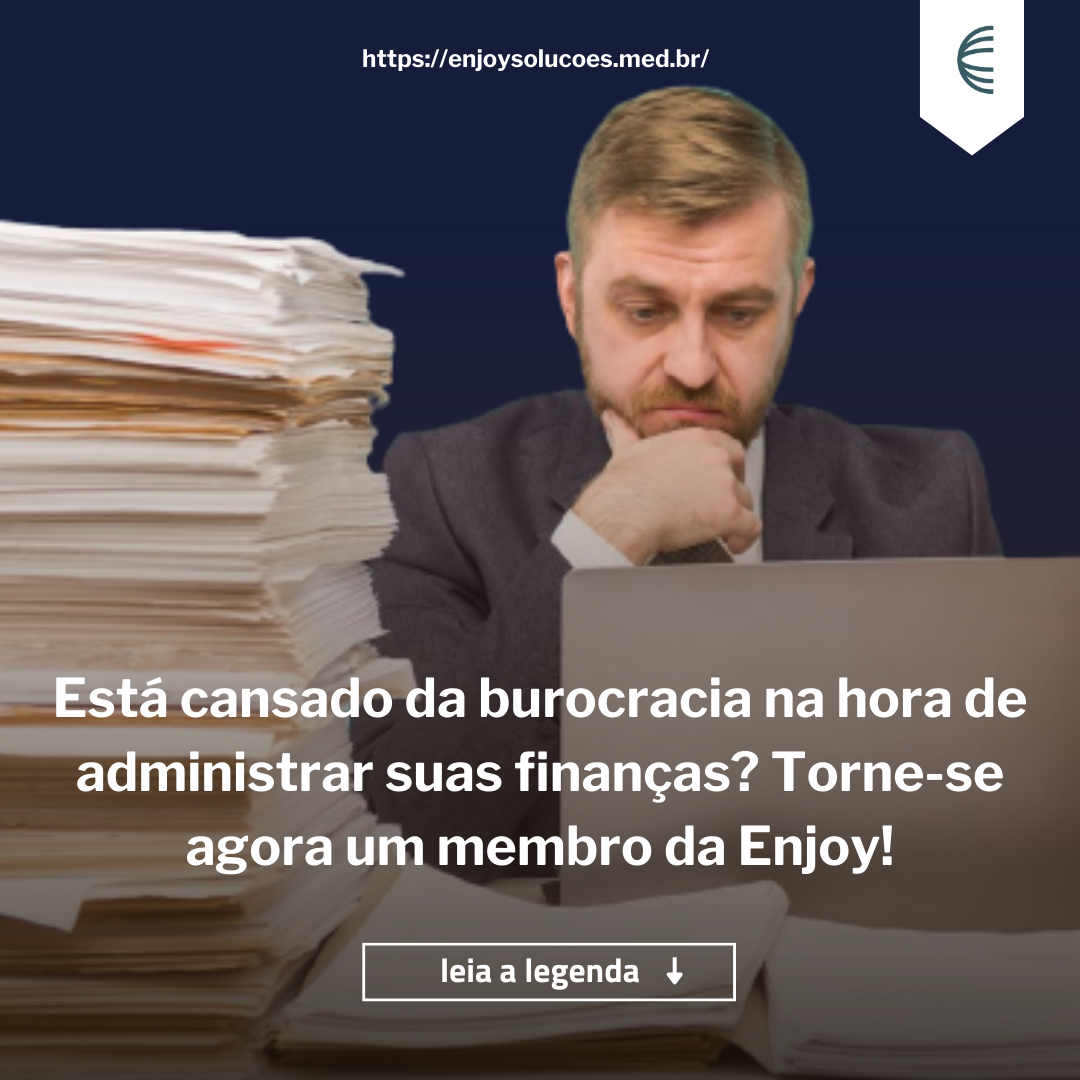 https://enjoysolucoes.med.br/
Está cansado da burocracia na hora de
administrar suas finanças? Torne-se
agora um membro da Enjoy!
leia a legenda ↓